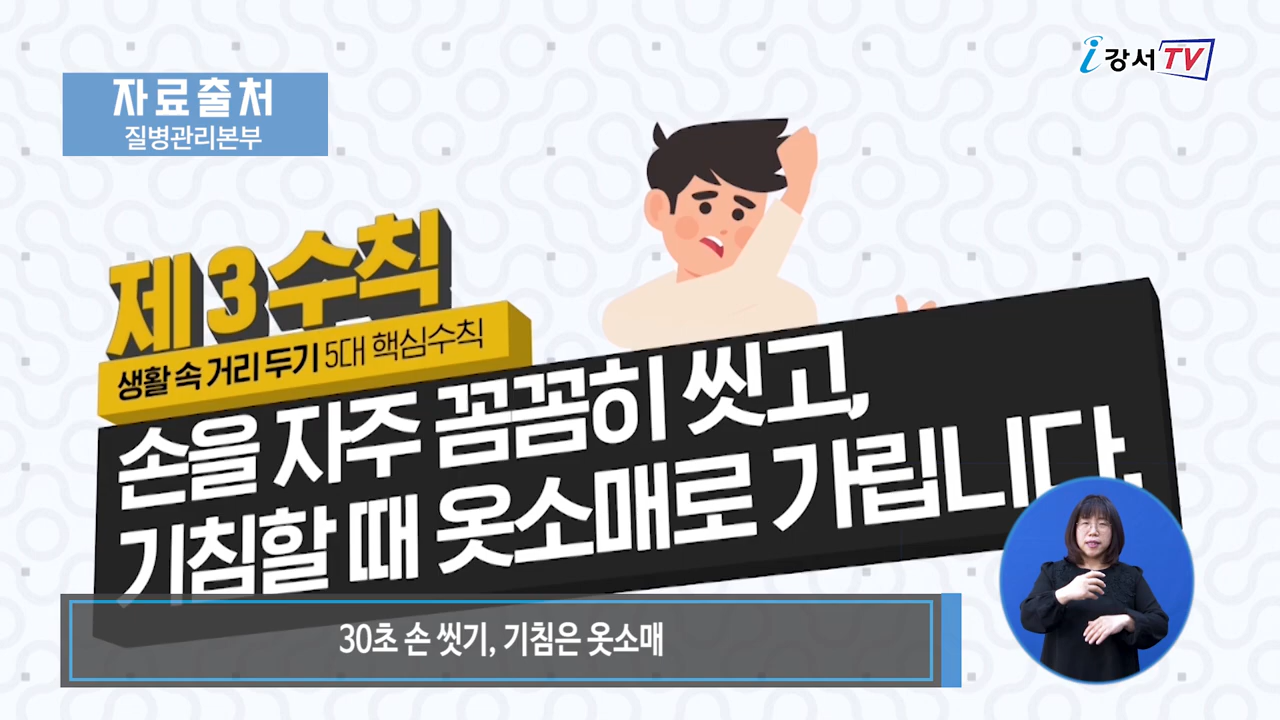 i강서TV
자료출처
질병관리본부
제3수칙
생활 속 거리 두기 5대 핵심수칙
손을 자주 꼼꼼히 씻고,
기침할 때 옷소매로 가립니다.
30초 손 씻기, 기침은 옷소매